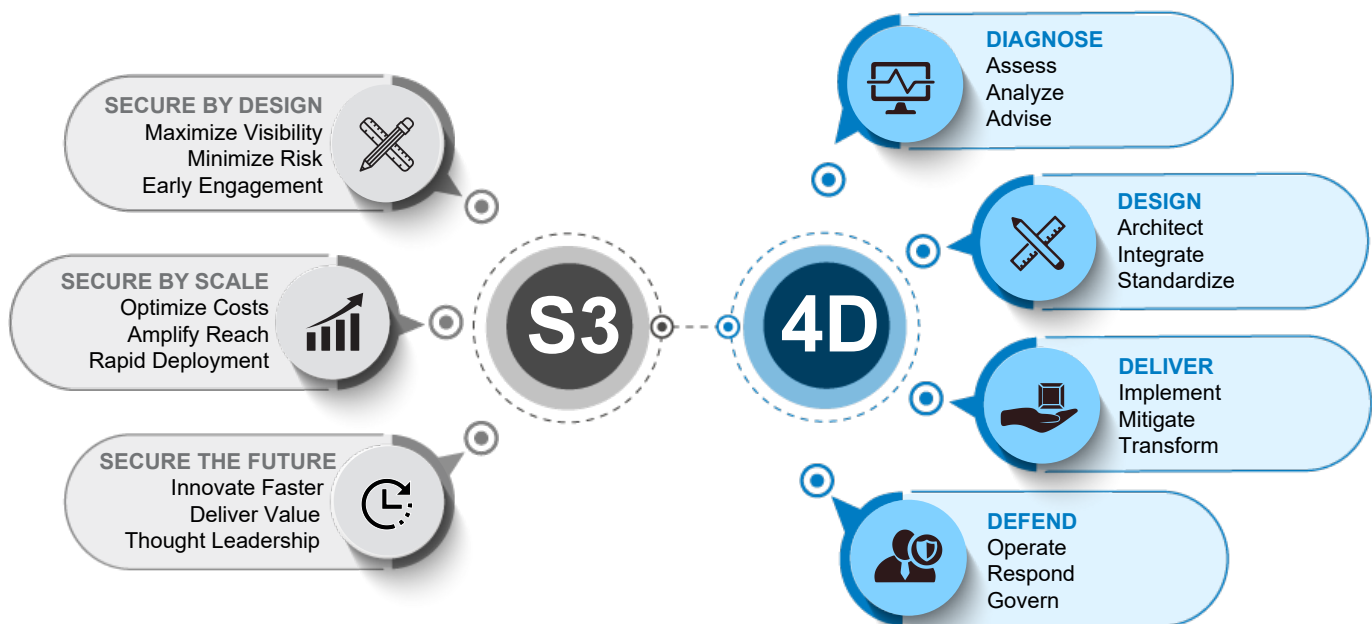 SECURE BY DESIGN
Maximize Visibility
Minimize Risk
Early Engagement
SECURE BY SCALE
Optimize Costs
Amplify Reach
Rapid Deployment
SECURE THE FUTURE
Innovate Faster
Deliver Value
Thought Leadership
S3
4D
DIAGNOSE
Assess
Analyze
Advise
DESIGN
Architect
Integrate
Standardize
DELIVER
Implement
Mitigate
Transform
DEFEND
Operate
Respond
Govern